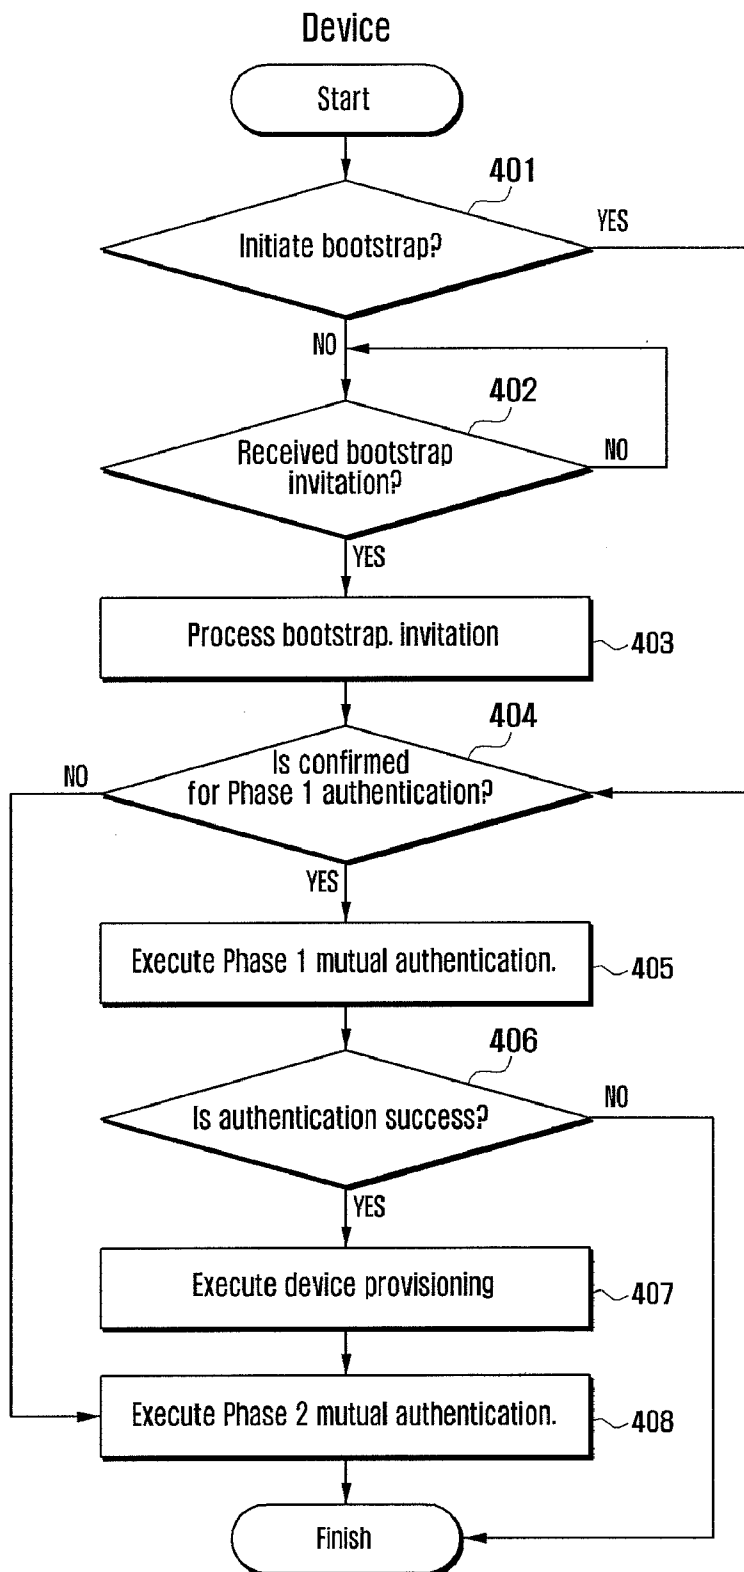 Device
Start
401
Initiate bootstrap?
YES
NO
402
Received bootstrap
invitation?
NO
YES
Process bootstrap. invitation
403
404
Is confirmed
for Phase 1 authentication?
NO
YES
Execute Phase 1 mutual authentication.
405
406
Is authentication success?
NO
YES
Execute device provisioning
407
Execute Phase 2 mutual authentication.
408
Finish